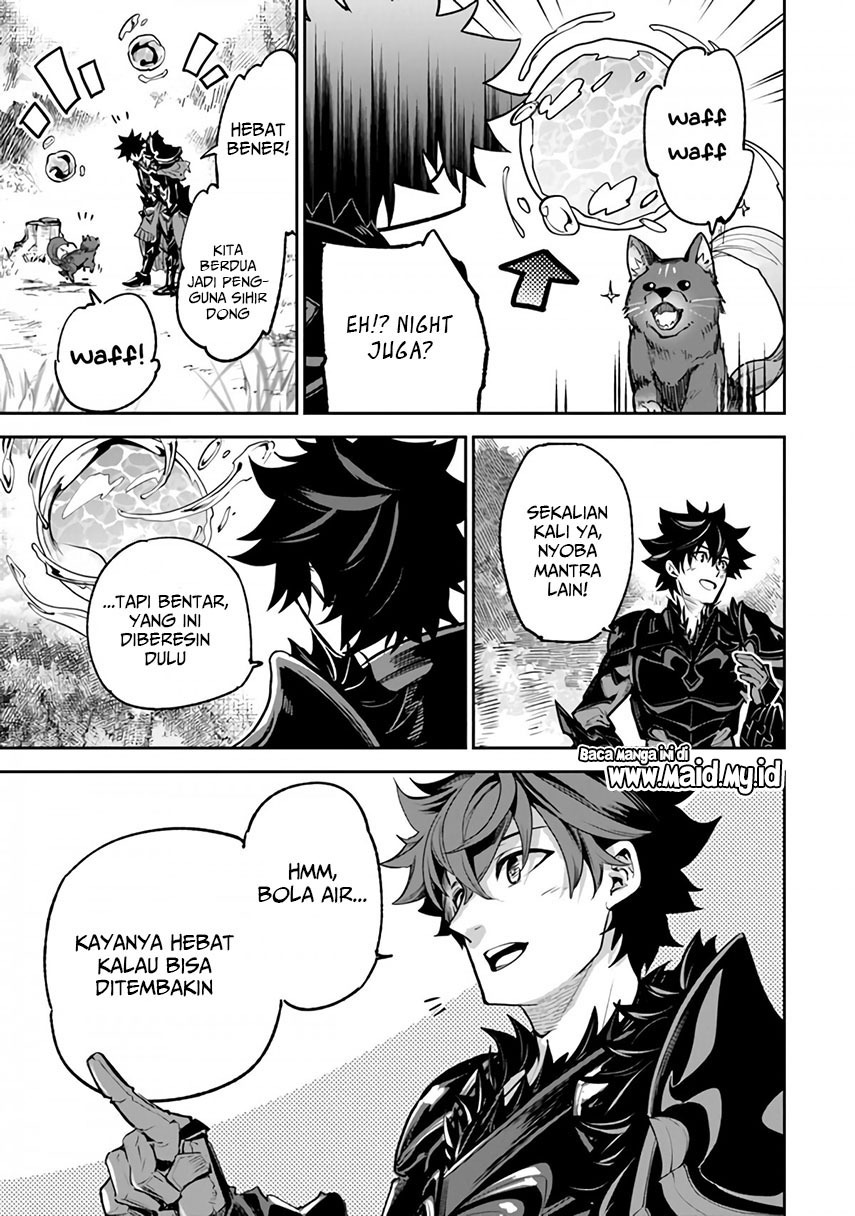 waff
waff
EH!? NIGHT
JUGA?
HEBAT
BENER!
KITA
BERDUA
JADI PENG-
GUNA SIHIR
DONG
waff!
SEKALIAN
KALI YA,
NYOBA
MANTRA
LAIN!
...TAPI BENTAR,
YANG INI
DIBERESIN
DULU
Baca Manga ini di
www.Maid.My.id
HMM,
BOLA AIR...
KAYANYA HEBAT
KALAU BISA
DITEMBAKIN